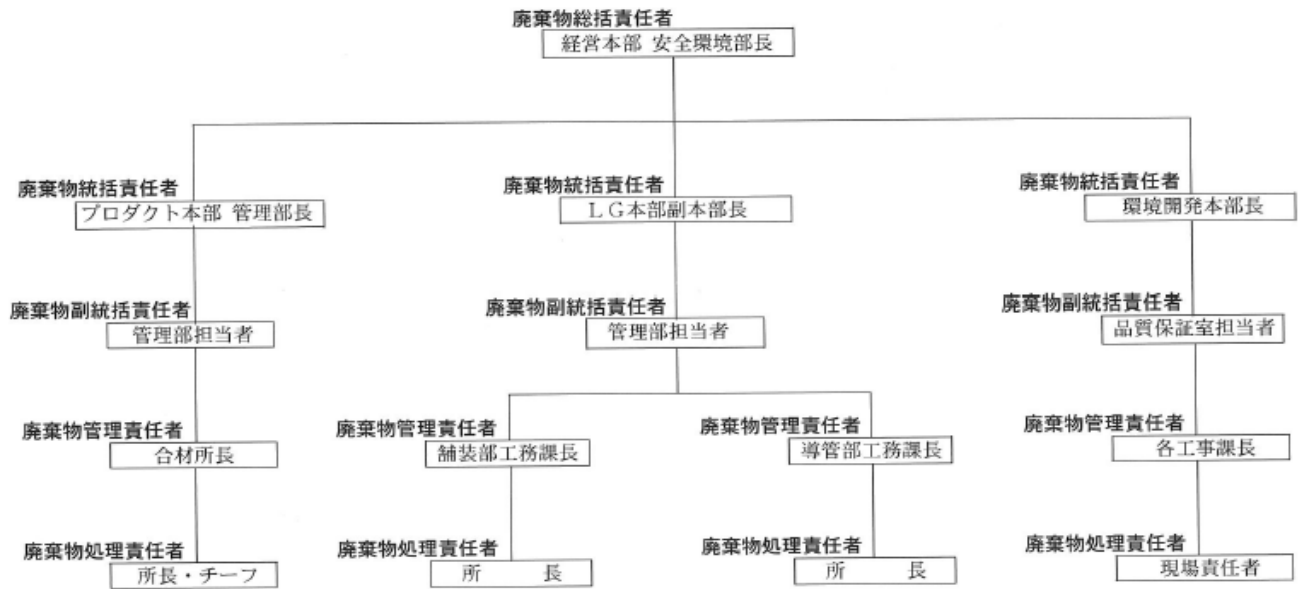 廃棄物総括責任者
経営本部 安全環境部長
廃棄物統括責任者
プロダクト本部 管理部長
廃棄物統括責任者
LG本部副本部長
廃棄物統括責任者
環境開発本部長
廃棄物副統括責任者
管理部担当者
廃棄物副統括責任者
管理部担当者
廃棄物副統括責任者
品質保証室担当者
廃棄物管理責任者
合材所長
廃棄物管理責任者
舗装部工務課長
廃棄物管理責任者
導管部工務課長
廃棄物管理責任者
各工事課長
廃棄物処理責任者
所長・チーフ
廃棄物処理責任者
所 長
廃棄物処理責任者
所 長
廃棄物処理責任者
現場責任者